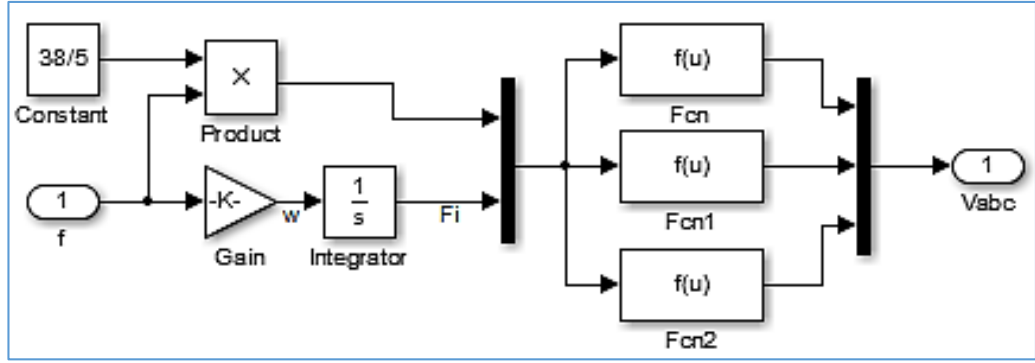 38/5
Constant
×
Product
1
f
-K-
Gain
w
1
s
Integrator
Fi
f(u)
Fcn
f(u)
Fcn1
f(u)
Fcn2
1
Vabc